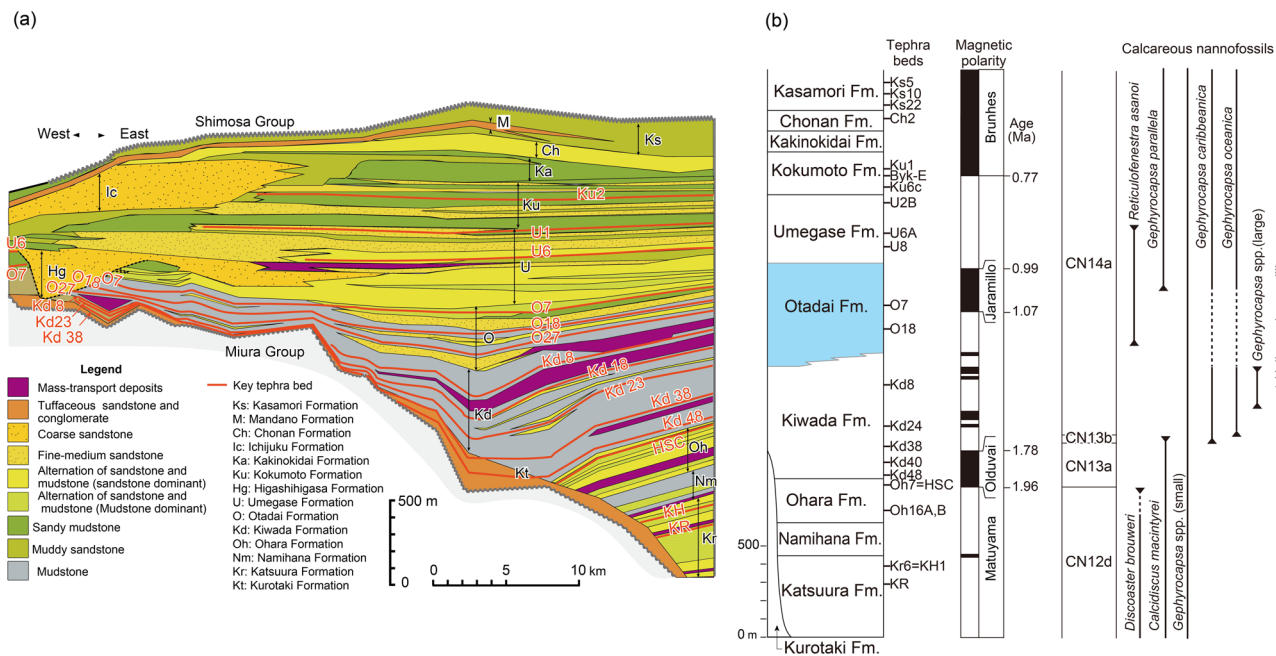 (a)
West
East
Shimosa Group
M
Ks
Ch
Ka
Ic
Ku2
Ku
U1
U6
U
U6
O7
Hg
O27
O18
O7
Kd 8
Kd23
Kd 38
O7
O18
O27
O
Kd 8
Kd 18
Kd 23
Kd
Kd 38
Kd 48
HSC
Oh
Kt
Nm
KH
KR
Kr
Miura Group
Legend
Mass-transport deposits
Tuffaceous sandstone and
conglomerate
Coarse sandstone
Fine-medium sandstone
Alternation of sandstone and
mudstone (sandstone dominant)
Alternation of sandstone and
mudstone (Mudstone dominant)
Sandy mudstone
Muddy sandstone
Mudstone
Key tephra bed
Ks: Kasamori Formation
M: Mandano Formation
Ch: Chonan Formation
Ic: Ichijuku Formation
Ka: Kakinokidai Formation
Ku: Kokumoto Formation
Hg: Higashihigasa Formation
U: Umegase Formation
O: Otadai Formation
Kd: Kiwada Formation
Oh: Ohara Formation
Nm: Namihana Formation
Kr: Katsuura Formation
Kt: Kurotaki Formation
500 m
0
0 5 10 km
(b)
Tephra
beds
Magnetic
polarity
Calcareous nannofossils
Age
(Ma)
Kasamori Fm.
Chonan Fm.
Kakinokidai Fm.
Kokumoto Fm.
Umegase Fm.
Otadai Fm.
Kiwada Fm.
Ohara Fm.
Namihana Fm.
Katsuura Fm.
Kurotaki Fm.
500
0 m
Ks5
Ks10
Ks22
Ch2
Ku1
Byk-E
Ku6c
U2B
U6A
U8
O7
O18
Kd8
Kd24
Kd38
Kd40
Kd48
Oh7=HSC
Oh16A,B
Kr6=KH1
KR
Brunhes
Jaramillo
Olduvai
Matuyama
0.77
0.99
1.07
1.78
1.96
CN14a
CN13b
CN13a
CN12d
Reticulofenestra asanoi
Gephyrocapsa parallela
Gephyrocapsa caribbeanica
Gephyrocapsa oceanica
Gephyrocapsa spp.(large)
Discoaster brouweri
Calcidiscus macintyrei
Gephyrocapsa spp. (small)